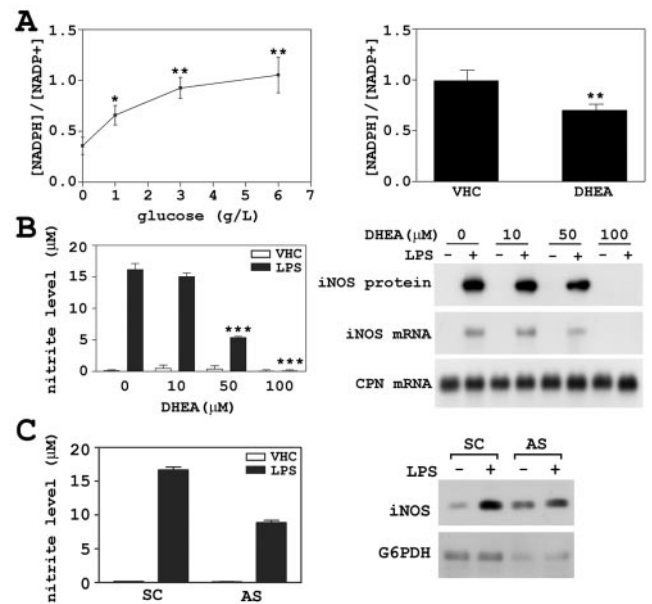 A
[NADPH]/[NADP+]
1.5
1.0
0.5
0.0
*
**
**
0 1 2 3 4 5 6 7
glucose (g/L)
[NADPH]/[NADP+]
1.5
1.0
0.5
0.0
**
VHC DHEA
B
nitrite level (μM)
20
15
10
5
0
VHC
LPS
***
***
0 10 50 100
DHEA(μM)
DHEA(μM) 0 10 50 100
LPS - + - + - + - +
iNOS protein
iNOS mRNA
CPN mRNA
C
nitrite level (μM)
20
15
10
5
0
VHC
LPS
SC AS
SC AS
LPS - + - +
iNOS
G6PDH